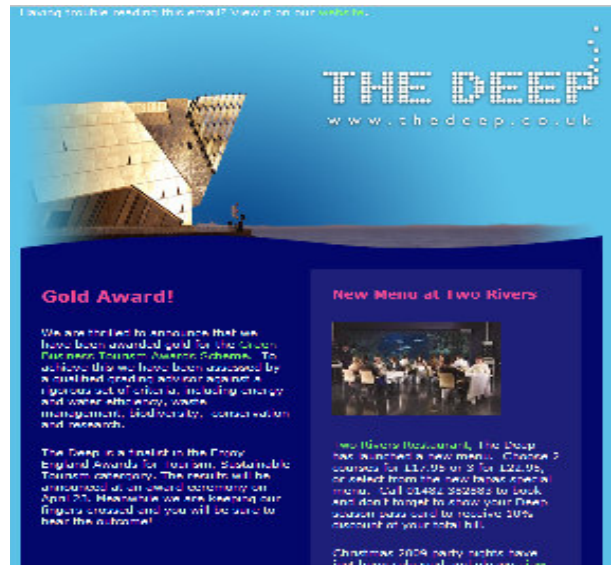 Having trouble reading this email? View it on our website.
THE DEEP
www.thedeep.co.uk
Gold Award!
We are thrilled to announce that we
have been awarded gold for the Green
Business Tourism Awards Scheme. To
achieve this we have been assessed by
a qualified grading advisor against a
rigorous set of criteria, including energy
and water efficiency, waste
management, biodiversity, conservation
and research.
The Deep is a finalist in the Enjoy
England Awards for Tourism, Sustainable
Tourism catergory. The results will be
announced at an award ceremony on
April 23. Meanwhile we are keeping our
fingers crossed and you will be sure to
hear the outcome!
New Menu at Two Rivers
Two Rivers Restaurant, The Deep
has launched a new menu. Choose 2
courses for £17.95 or 3 for £22.95,
or select from the new tapas special
menu. Call 01482 382883 to book
and don't forget to show your Deep
season pass card to receive 10%
discount of your total bill.
Christmas 2009 party nights have